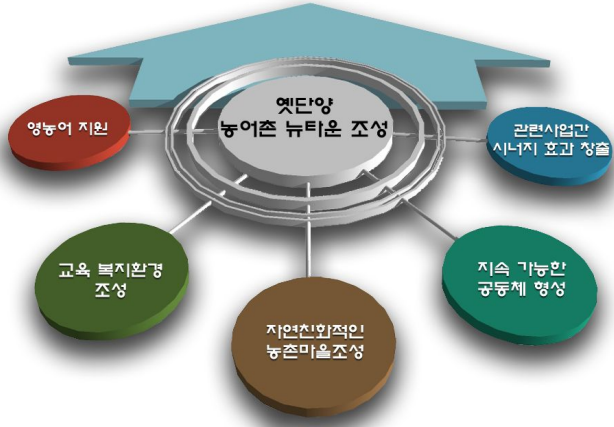 옛단양
농어촌 뉴타운 조성
영농어 지원
관련사업간
시너지 효과 창출
교육 복지환경
조성
지속 가능한
공동체 형성
자연친화적인
농촌마을조성